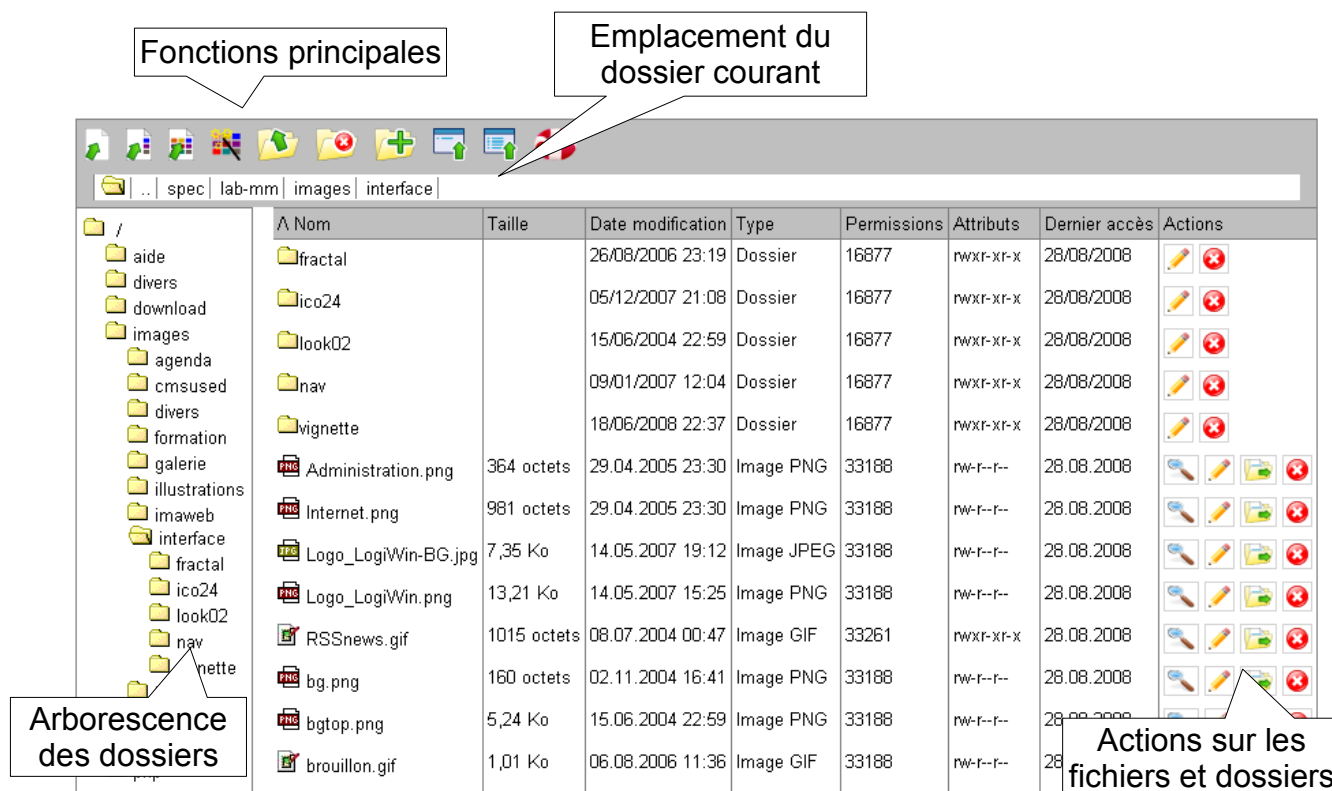 Fonctions principales
Emplacement du
dossier courant
.. spec lab-mm images interface
/
aide
divers
download
images
agenda
cmsused
divers
formation
galerie
illustrations
imaweb
interface
fractal
ico24
look02
nav
Arborescence
des dossiers
Λ Nom Taille Date modification Type Permissions Attributs Dernier accès Actions
fractal 26/08/2006 23:19 Dossier 16877 rwxr-xr-x 28/08/2008
ico24 05/12/2007 21:08 Dossier 16877 rwxr-xr-x 28/08/2008
look02 15/06/2004 22:59 Dossier 16877 rwxr-xr-x 28/08/2008
nav 09/01/2007 12:04 Dossier 16877 rwxr-xr-x 28/08/2008
vignette 18/06/2008 22:37 Dossier 16877 rwxr-xr-x 28/08/2008
PNG Administration.png 364 octets 29.04.2005 23:30 Image PNG 33188 rw-r--r-- 28.08.2008
PNG Internet.png 981 octets 29.04.2005 23:30 Image PNG 33188 rw-r--r-- 28.08.2008
JPG Logo_LogiWin-BG.jpg 7,35 Ko 14.05.2007 19:12 Image JPEG 33188 rw-r--r-- 28.08.2008
PNG Logo_LogiWin.png 13,21 Ko 14.05.2007 15:25 Image PNG 33188 rw-r--r-- 28.08.2008
RSSnews.gif 1015 octets 08.07.2004 00:47 Image GIF 33261 rwxr-xr-x 28.08.2008
PNG bg.png 160 octets 02.11.2004 16:41 Image PNG 33188 rw-r--r-- 28.08.2008
PNG bgtop.png 5,24 Ko 15.06.2004 22:59 Image PNG 33188 rw-r--r--
brouillon.gif 1,01 Ko 06.08.2006 11:36 Image GIF 33188 rw-r--r--
Actions sur les
fichiers et dossiers